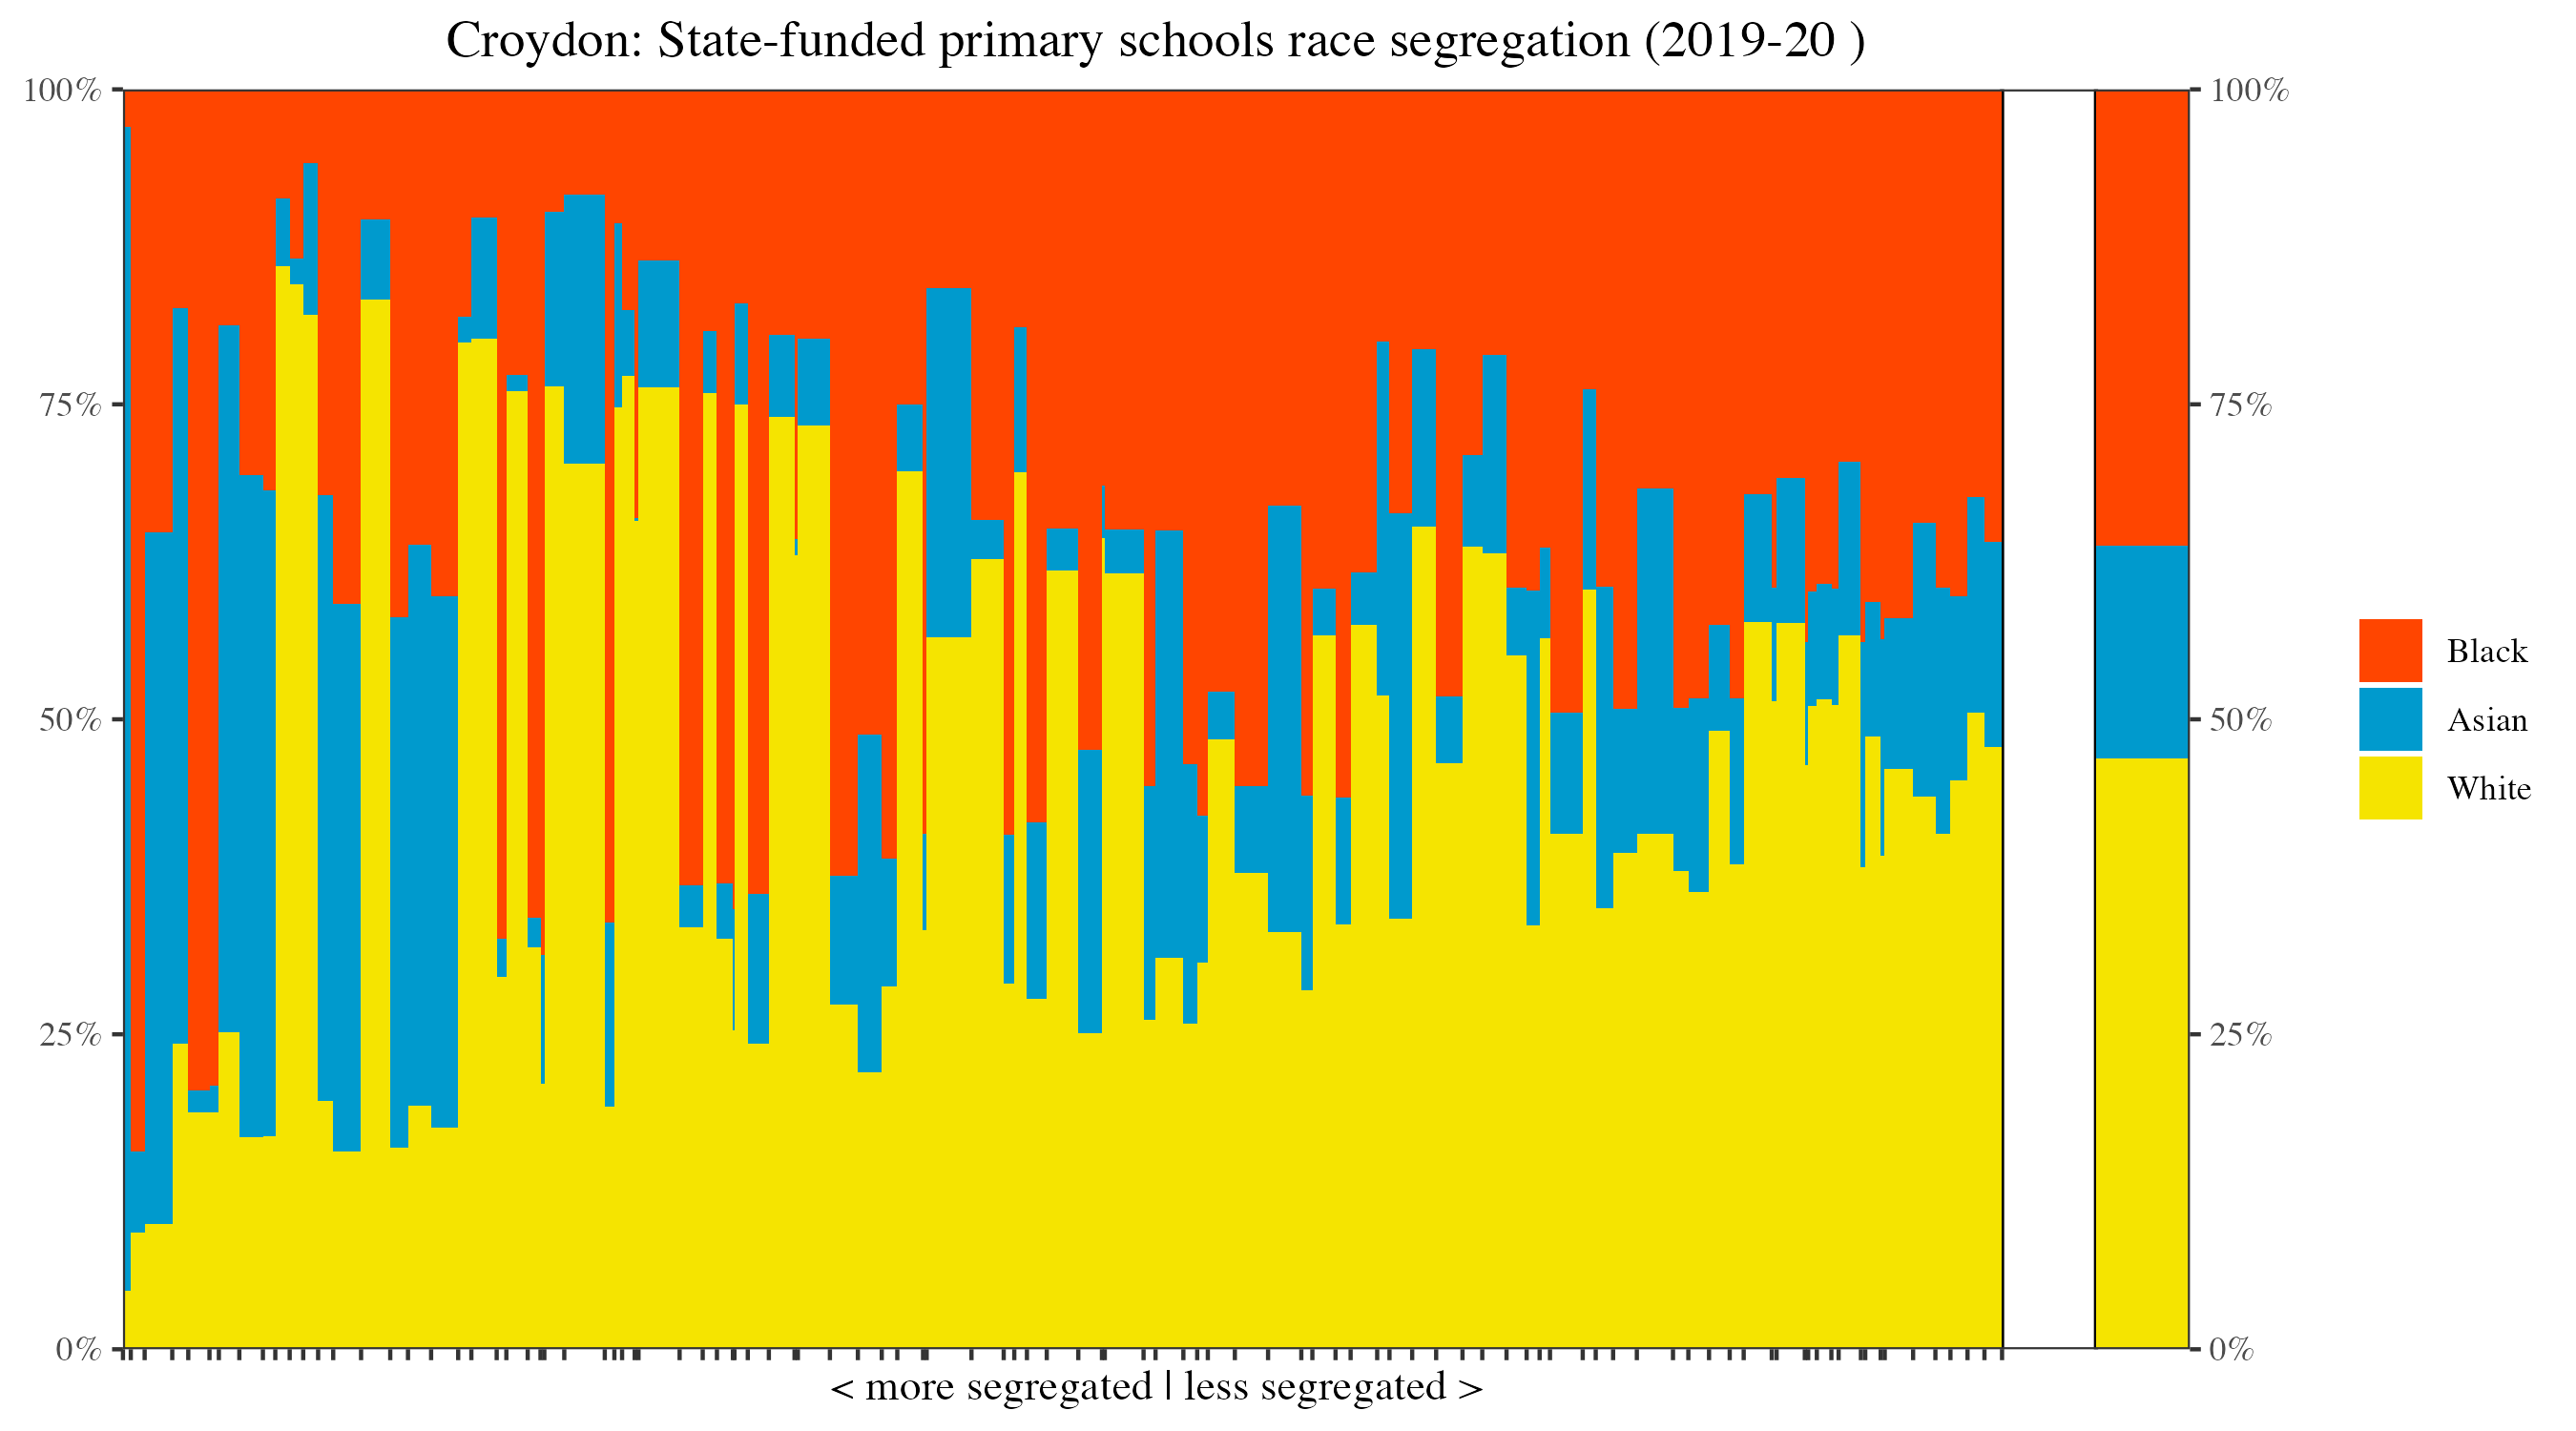 Croydon: State-funded primary schools race segregation (2019-20 )
100%
75%
50%
25%
0%
100%
75%
50%
25%
0%
Black
Asian
White
< more segregated | less segregated >